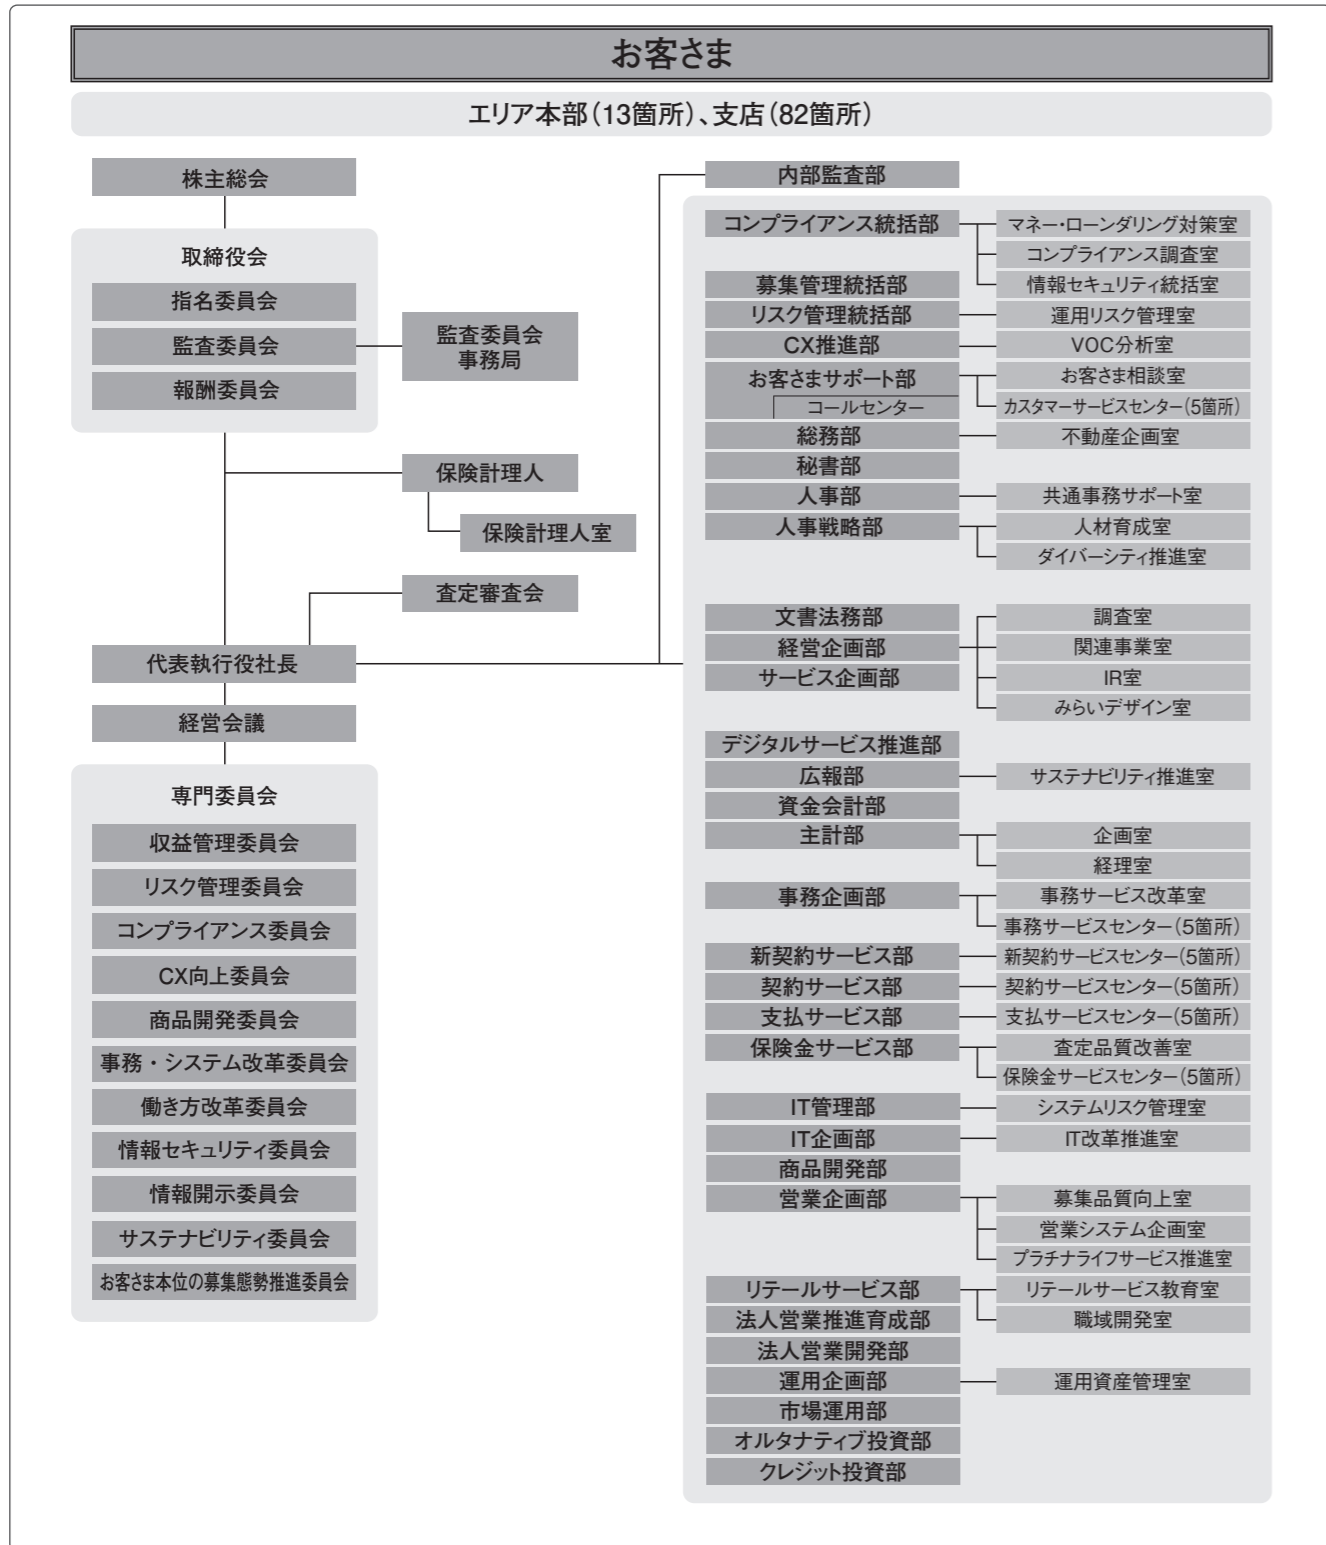 お客さま
エリア本部(13箇所)、支店(82箇所)
株主総会
取締役会
指名委員会
監査委員会
報酬委員会
監査委員会
事務局
保険計理人
保険計理人室
査定審査会
代表執行役社長
経営会議
専門委員会
収益管理委員会
リスク管理委員会
コンプライアンス委員会
CX向上委員会
商品開発委員会
事務・システム改革委員会
働き方改革委員会
情報セキュリティ委員会
情報開示委員会
サステナビリティ委員会
お客さま本位の募集態勢推進委員会
内部監査部
コンプライアンス統括部
マネー・ローンダリング対策室
コンプライアンス調査室
募集管理統括部
情報セキュリティ統括室
リスク管理統括部
運用リスク管理室
CX推進部
VOC分析室
お客さまサポート部
お客さま相談室
コールセンター
カスタマーサービスセンター(5箇所)
総務部
不動産企画室
秘書部
人事部
共通事務サポート室
人事戦略部
人材育成室
ダイバーシティ推進室
文書法務部
調査室
経営企画部
関連事業室
サービス企画部
IR室
みらいデザイン室
デジタルサービス推進部
広報部
サステナビリティ推進室
資金会計部
主計部
企画室
経理室
事務企画部
事務サービス改革室
事務サービスセンター(5箇所)
新契約サービス部
新契約サービスセンター(5箇所)
契約サービス部
契約サービスセンター(5箇所)
支払サービス部
支払サービスセンター(5箇所)
保険金サービス部
査定品質改善室
保険金サービスセンター(5箇所)
IT管理部
システムリスク管理室
IT企画部
IT改革推進室
商品開発部
営業企画部
募集品質向上室
営業システム企画室
プラチナライフサービス推進室
リテールサービス部
リテールサービス教育室
法人営業推進育成部
職域開発室
法人営業開発部
運用企画部
運用資産管理室
市場運用部
オルタナティブ投資部
クレジット投資部